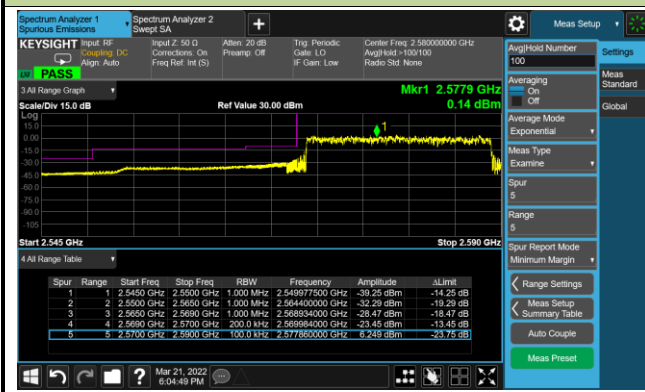 Spectrum Analyzer 1
Spurious Emissions
Spectrum Analyzer 2
Swept SA
+
Meas Setup
KEYSIGHT
Input: RF
Coupling: DC
Align: Auto
Input Z: 50 Ω
Corrections: On
Freq Ref: Int (S)
Atten: 20 dB
Preamp: Off
Trig: Periodic
Gate: LO
IF Gain: Low
Center Freq: 2.580000000 GHz
Avg|Hold:>100/100
Radio Std: None
PASS
3 All Range Graph
Mkr1 2.5779 GHz
0.14 dBm
Scale/Div 15.0 dB
Ref Value 30.00 dBm
Log
15.0
0.00
-15.0
-30.0
-45.0
-60.0
-75.0
-90.0
-105
1
Start 2.545 GHz
Stop 2.590 GHz
4 All Range Table
Spur Range Start Freq Stop Freq RBW Frequency Amplitude ΔLimit
1 1 2.5450 GHz 2.5500 GHz 1.000 MHz 2.549977500 GHz -39.25 dBm -14.25 dB
2 2 2.5500 GHz 2.5650 GHz 1.000 MHz 2.564400000 GHz -32.29 dBm -19.29 dB
3 3 2.5650 GHz 2.5690 GHz 1.000 MHz 2.568934000 GHz -28.47 dBm -18.47 dB
4 4 2.5690 GHz 2.5700 GHz 200.0 kHz 2.569984000 GHz -23.45 dBm -13.45 dB
5 5 2.5700 GHz 2.5900 GHz 100.0 kHz 2.577860000 GHz 6.249 dBm -23.75 dB
Avg|Hold Number
100
Averaging
On
Off
Average Mode
Exponential
Meas Type
Examine
Spur
5
Range
5
Spur Report Mode
Minimum Margin
Range Settings
Meas Setup
Summary Table
Auto Couple
Meas Preset
Settings
Meas
Standard
Global
?
Mar 21, 2022
6:04:49 PM